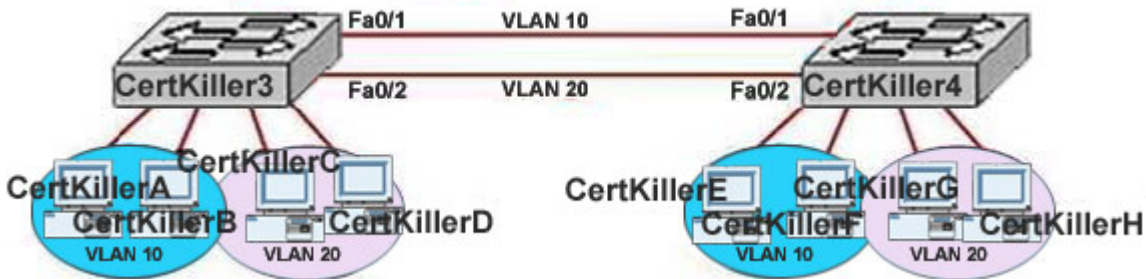 Fa0/1 VLAN 10 Fa0/1
CertKiller3
CertKiller4
Fa0/2 VLAN 20 Fa0/2
CertKillerC
CertKillerA
CertKillerB
CertKillerD
VLAN 10
VLAN 20
CertKillerE
CertKillerG
CertKillerF
CertKillerH
VLAN 10
VLAN 20